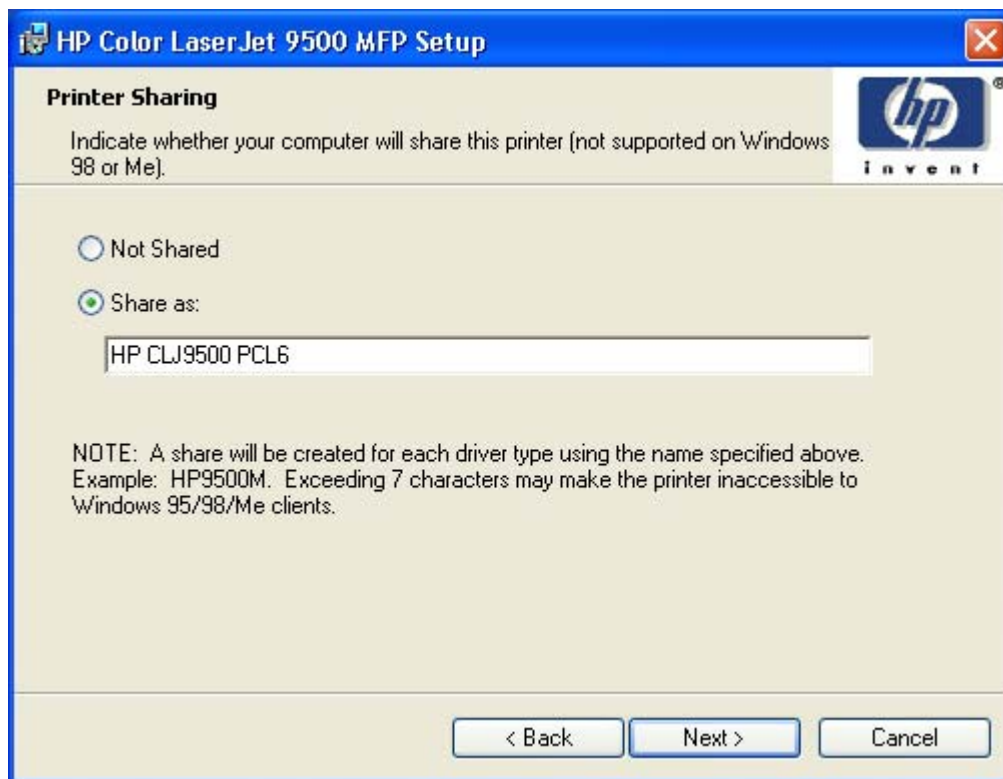 HP Color LaserJet 9500 MFP Setup
Printer Sharing
Indicate whether your computer will share this printer (not supported on Windows
98 or Me).
hp ®
invent
Not Shared
Share as:
HP CLJ9500 PCL6
NOTE:  A share will be created for each driver type using the name specified above.
Example:  HP9500M.  Exceeding 7 characters may make the printer inaccessible to
Windows 95/98/Me clients.
< Back
Next >
Cancel